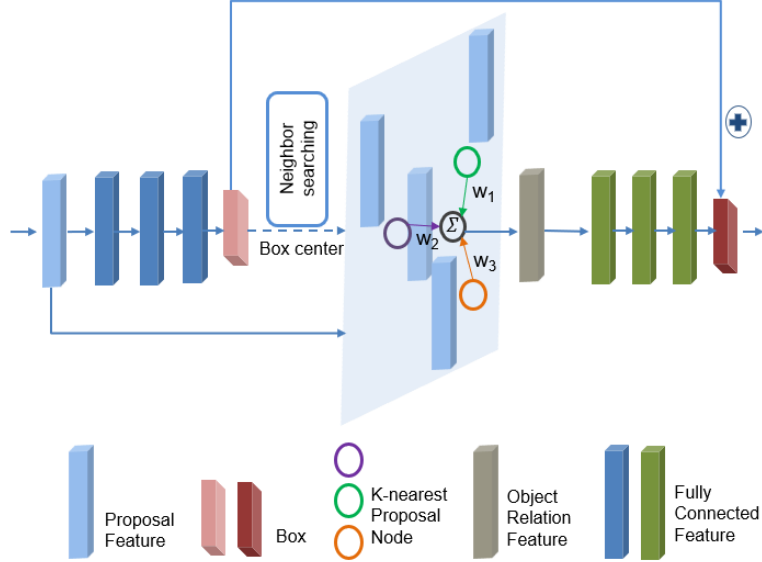 Neighbor
searching
Box center
w₁
w₂
w₃
Σ
Proposal
Feature
Box
K-nearest
Proposal
Node
Object
Relation
Feature
Fully
Connected
Feature